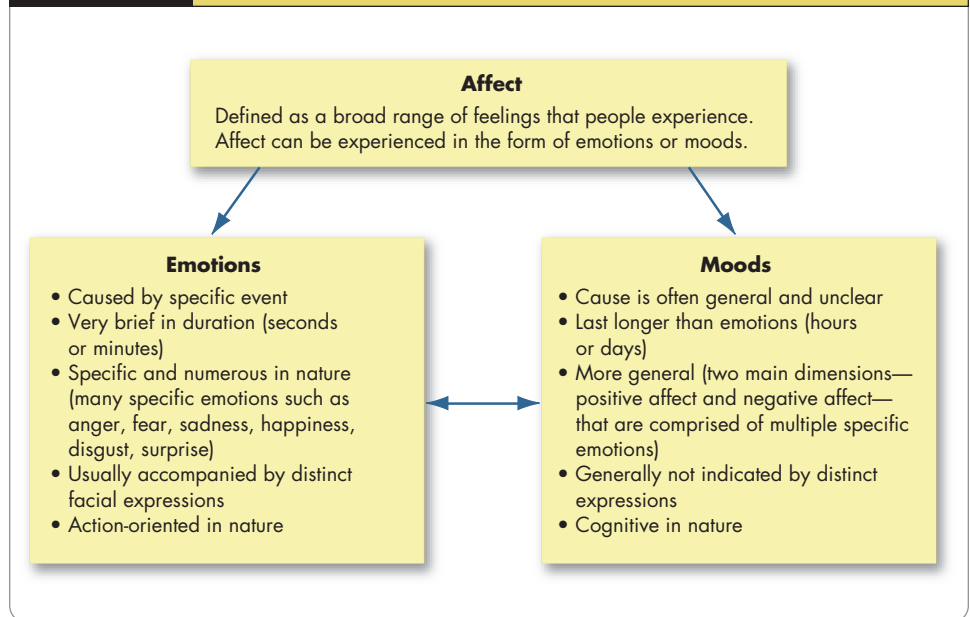 Affect
Defined as a broad range of feelings that people experience.
Affect can be experienced in the form of emotions or moods.
Emotions
• Caused by specific event
• Very brief in duration (seconds
or minutes)
• Specific and numerous in nature
(many specific emotions such as
anger, fear, sadness, happiness,
disgust, surprise)
• Usually accompanied by distinct
facial expressions
• Action-oriented in nature
Moods
• Cause is often general and unclear
• Last longer than emotions (hours
or days)
• More general (two main dimensions—
positive affect and negative affect—
that are comprised of multiple specific
emotions)
• Generally not indicated by distinct
expressions
• Cognitive in nature